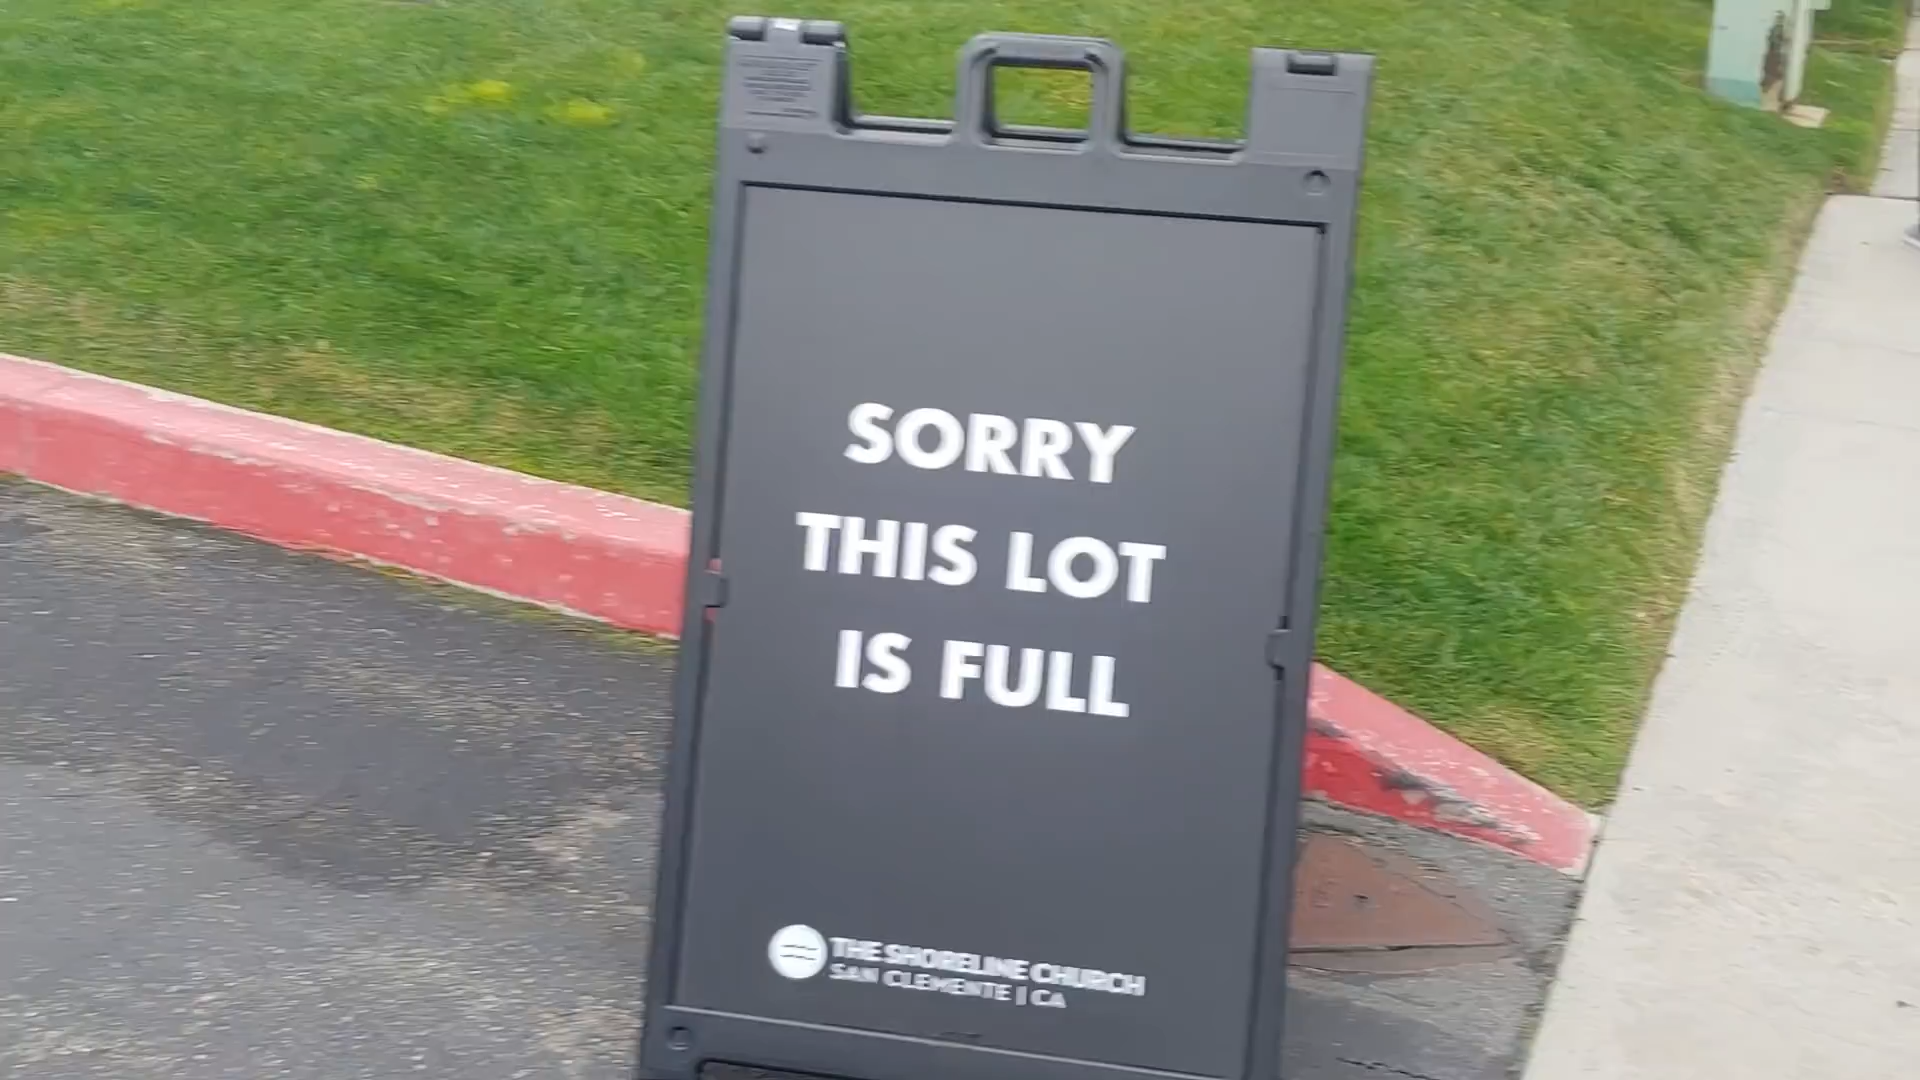 SORRY
THIS LOT
IS FULL
THE SHORELINE CHURCH
SAN CLEMENTE | CA